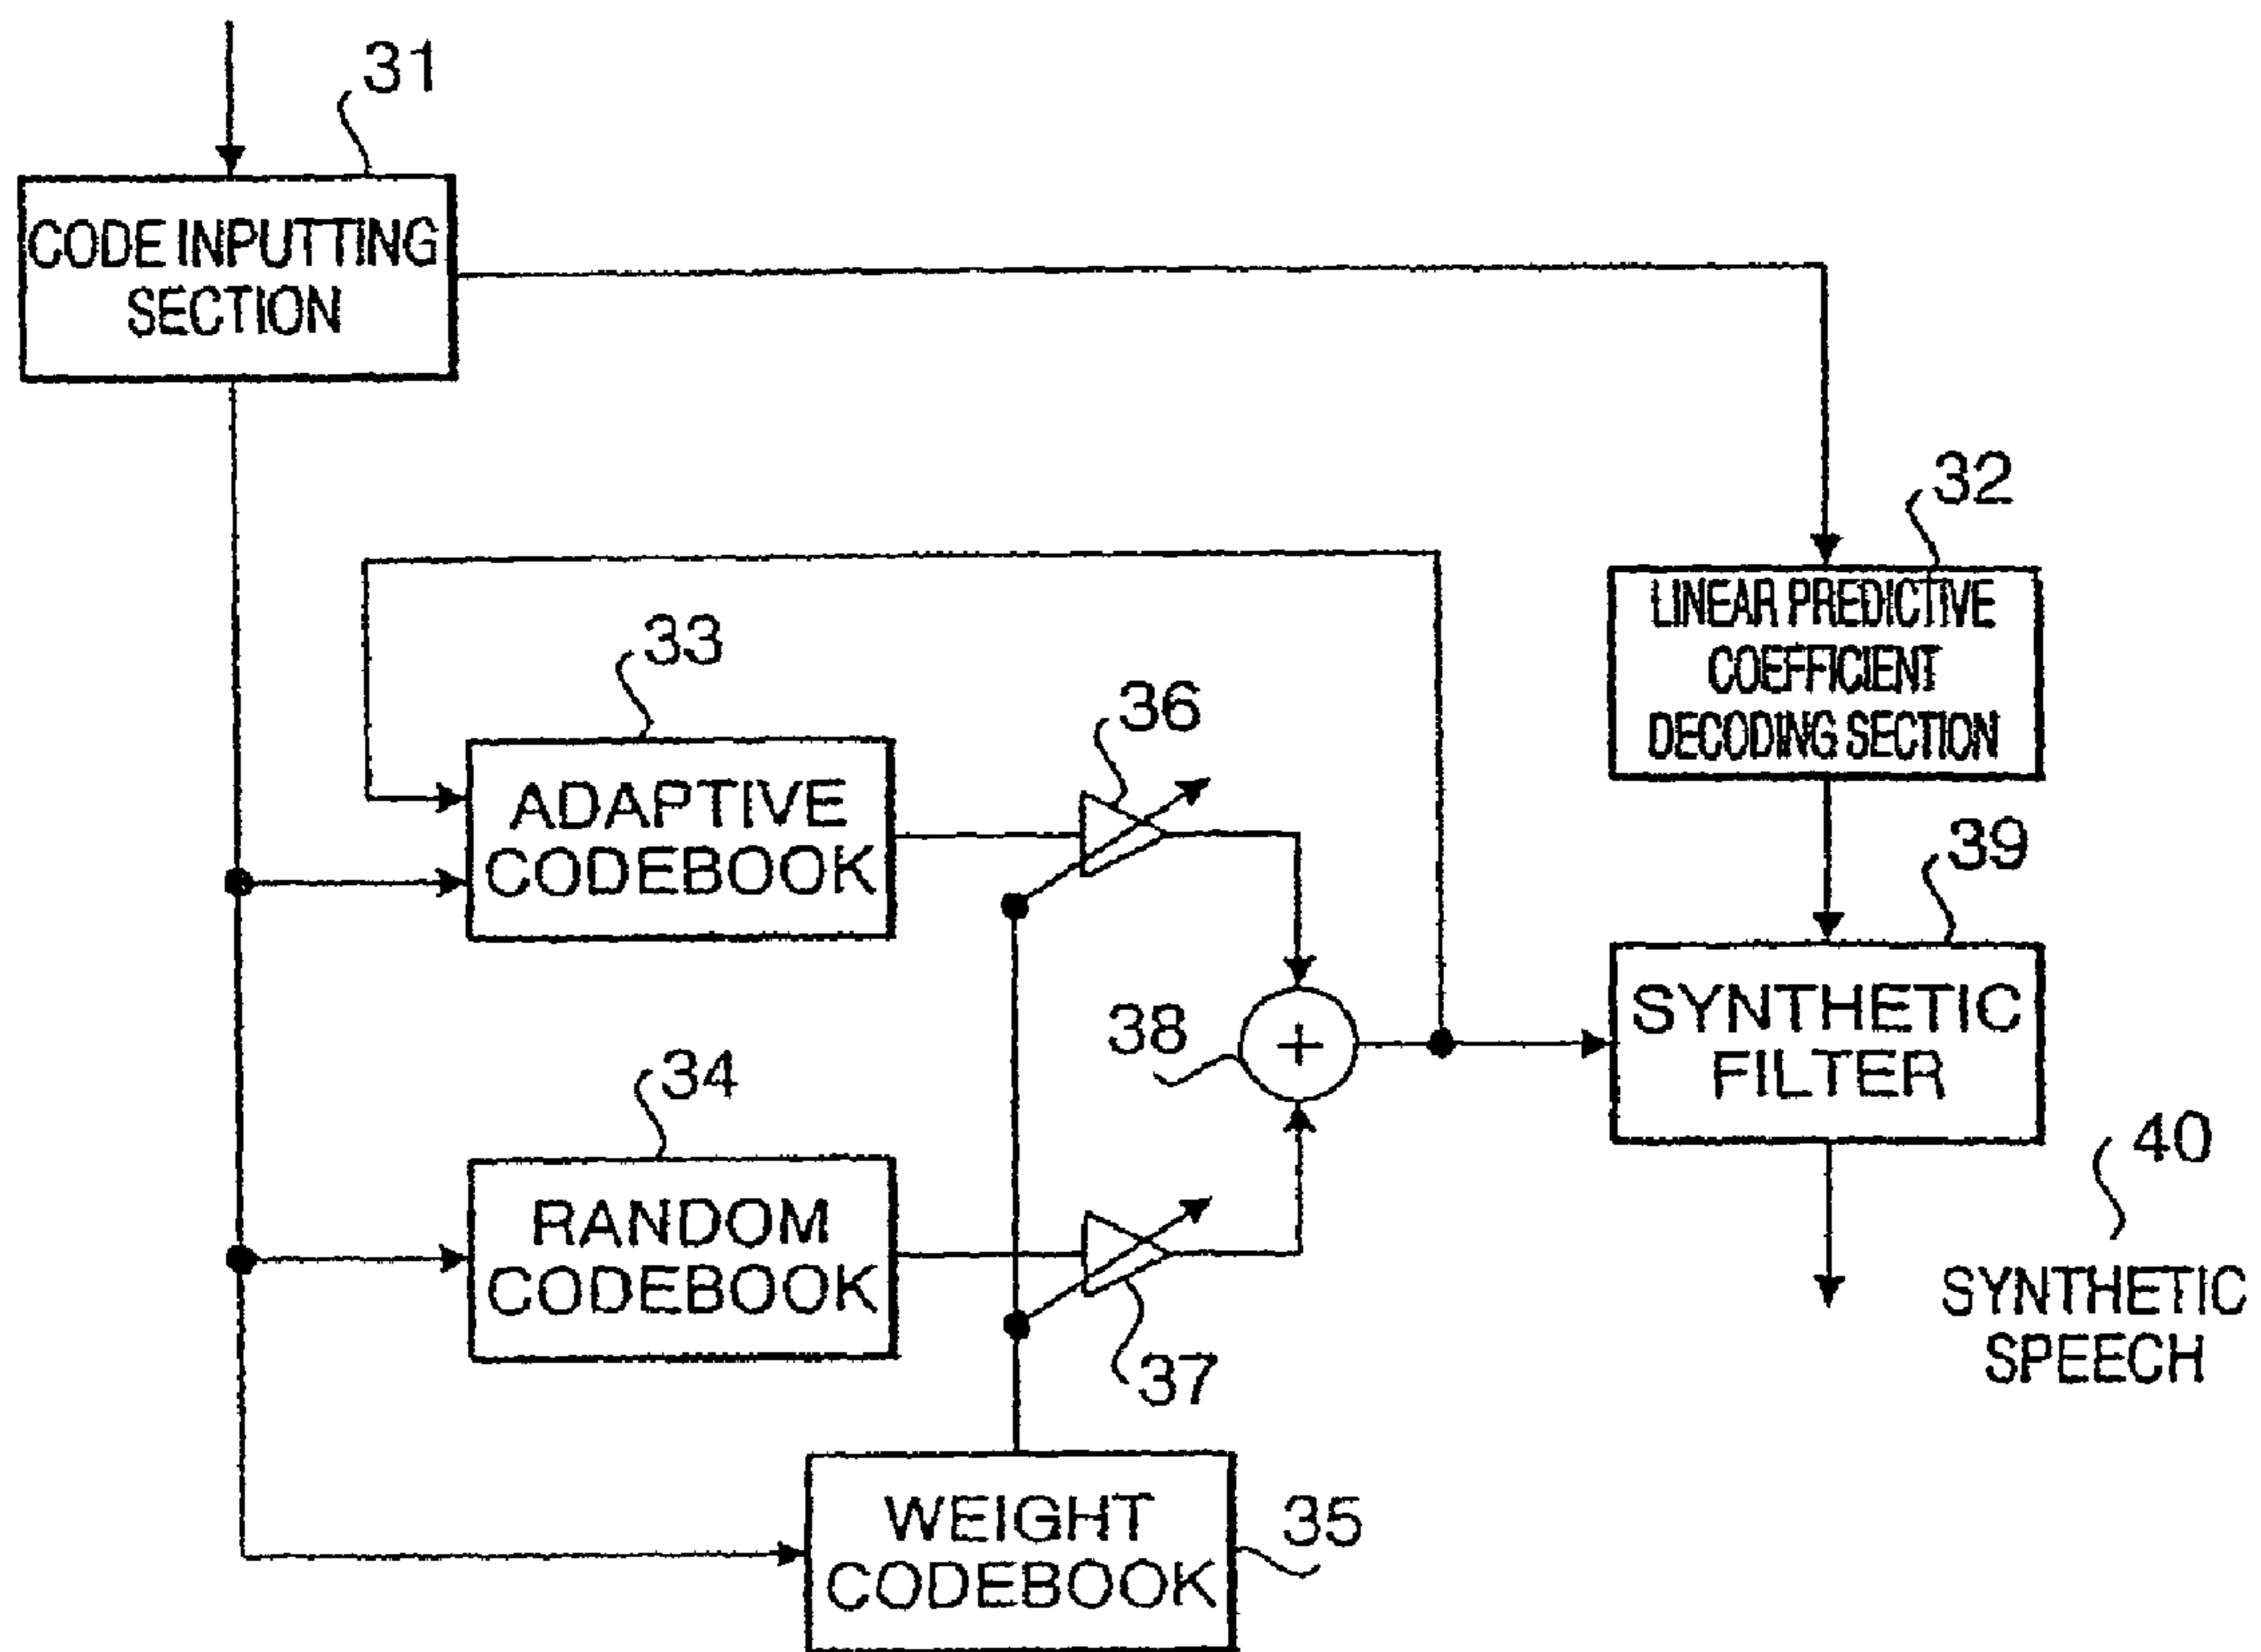 31
CODE INPUTTING
SECTION
32
LINEAR PREDICTIVE
COEFFICIENT
DECODING SECTION
33
ADAPTIVE
CODEBOOK
36
39
SYNTHETIC
FILTER
38
+
34
RANDOM
CODEBOOK
37
40
SYNTHETIC
SPEECH
WEIGHT
CODEBOOK
35